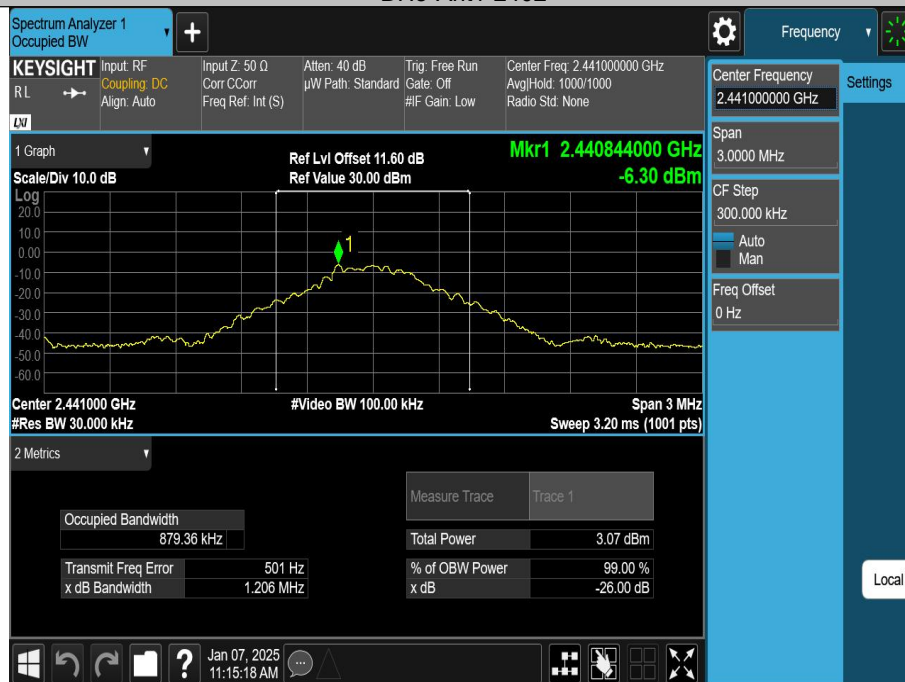 Spectrum Analyzer 1
Occupied BW
Frequency
KEYSIGHT
RL
LXI
Input: RF
Coupling: DC
Align: Auto
Input Z: 50 Ω
Corr CCorr
Freq Ref: Int (S)
Atten: 40 dB
µW Path: Standard
Trig: Free Run
Gate: Off
#IF Gain: Low
Center Freq: 2.441000000 GHz
Avg|Hold: 1000/1000
Radio Std: None
Center Frequency
2.441000000 GHz
Settings
Span
3.0000 MHz
CF Step
300.000 kHz
Auto
Man
Freq Offset
0 Hz
Local
1 Graph
Scale/Div 10.0 dB
Ref Lvl Offset 11.60 dB
Ref Value 30.00 dBm
Mkr1 2.440844000 GHz
-6.30 dBm
Log
20.0
10.0
0.00
-10.0
-20.0
-30.0
-40.0
-50.0
-60.0
1
Center 2.441000 GHz
#Res BW 30.000 kHz
#Video BW 100.00 kHz
Span 3 MHz
Sweep 3.20 ms (1001 pts)
2 Metrics
Measure Trace
Trace 1
Occupied Bandwidth
879.36 kHz
Total Power
3.07 dBm
Transmit Freq Error
501 Hz
% of OBW Power
99.00 %
x dB Bandwidth
1.206 MHz
x dB
-26.00 dB
?
Jan 07, 2025
11:15:18 AM